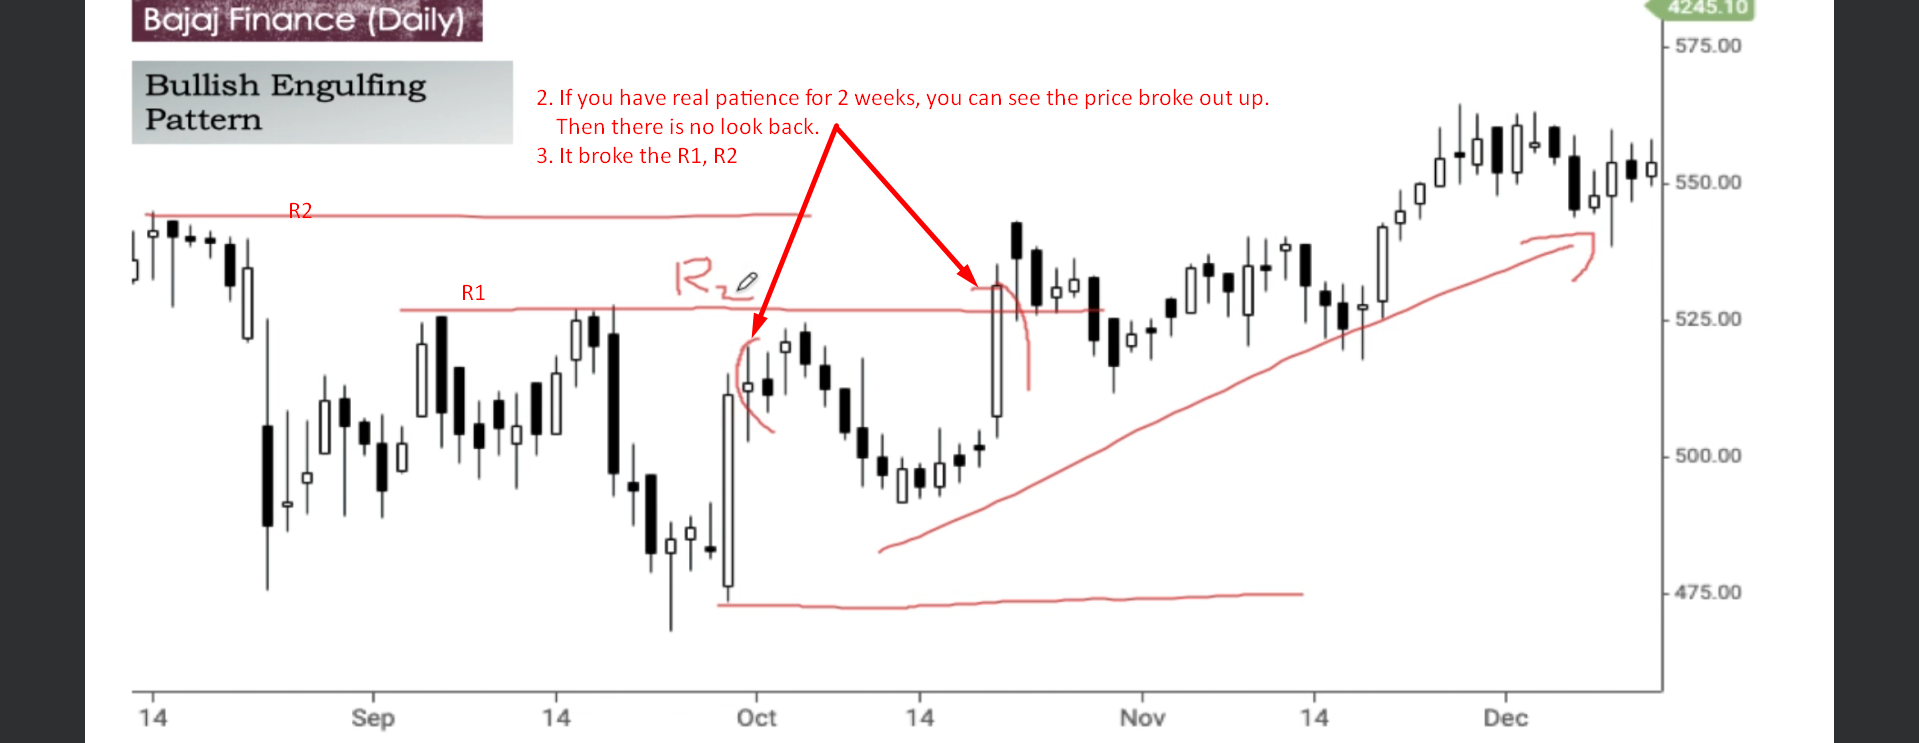 Bajaj Finance (Daily)
4245.10
575.00
Bullish Engulfing
Pattern
2. If you have real patience for 2 weeks, you can see the price broke out up.
Then there is no look back.
3. It broke the R1, R2
550.00
R2
R2
R1
525.00
500.00
475.00
14 Sep 14 Oct 14 Nov 14 Dec